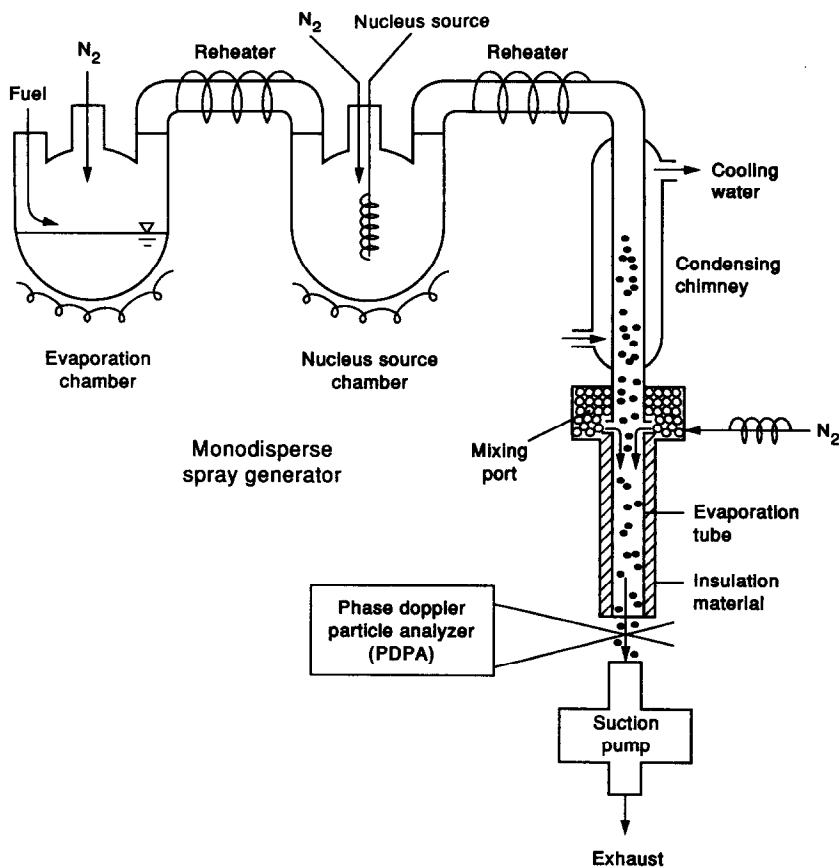 N2
Nucleus source
N2
Reheater
Reheater
Fuel
Cooling
water
Condensing
chimney
Evaporation
chamber
Nucleus source
chamber
Monodisperse
spray generator
Mixing
port
N2
Evaporation
tube
Insulation
material
Phase doppler
particle analyzer
(PDPA)
Suction
pump
Exhaust